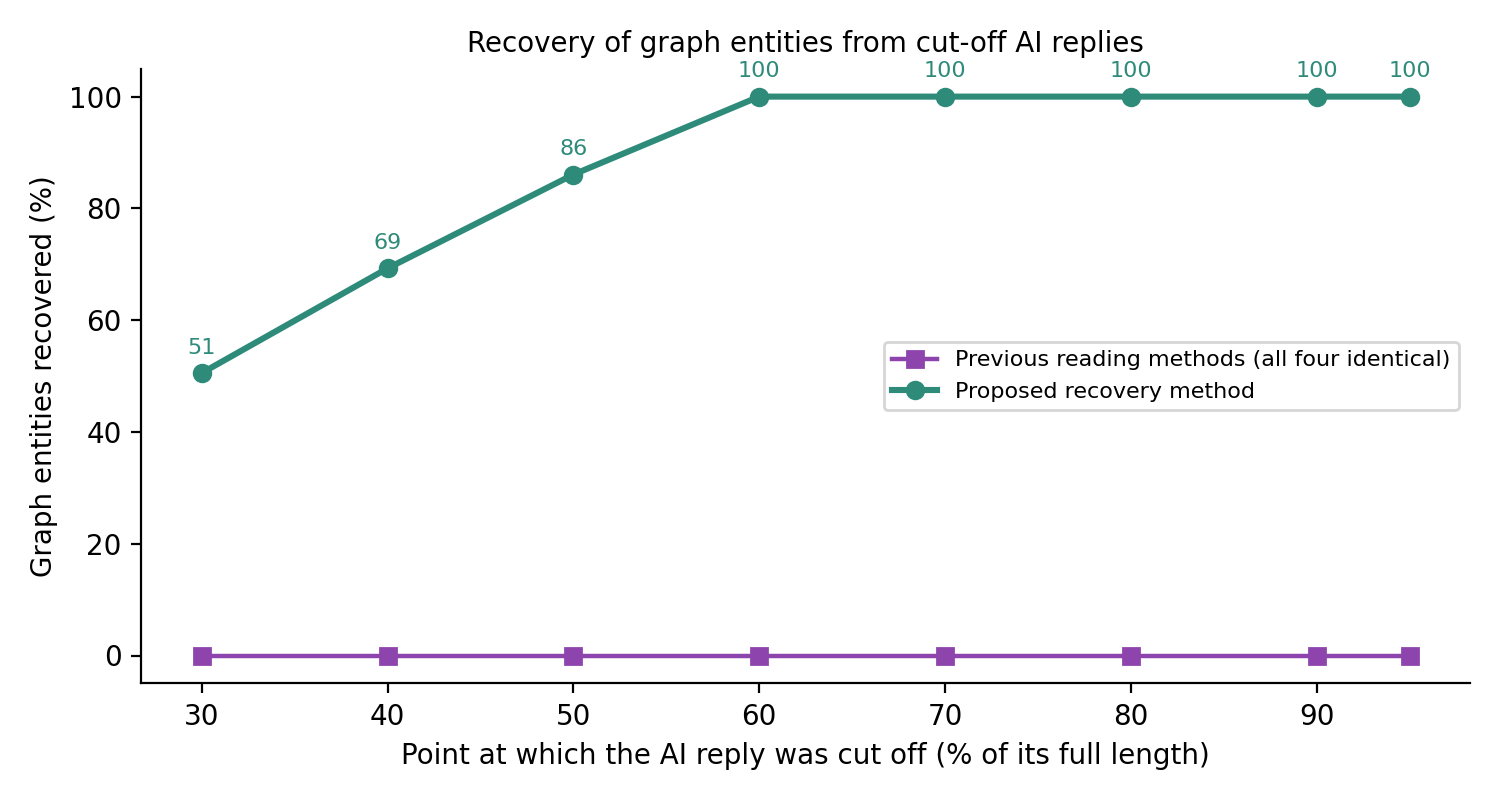 Recovery of graph entities from cut-off AI replies
100 100 100 100 100
86
69
51
Graph entities recovered (%)
100
80
60
40
20
0
Previous reading methods (all four identical)
Proposed recovery method
30 40 50 60 70 80 90
Point at which the AI reply was cut off (% of its full length)